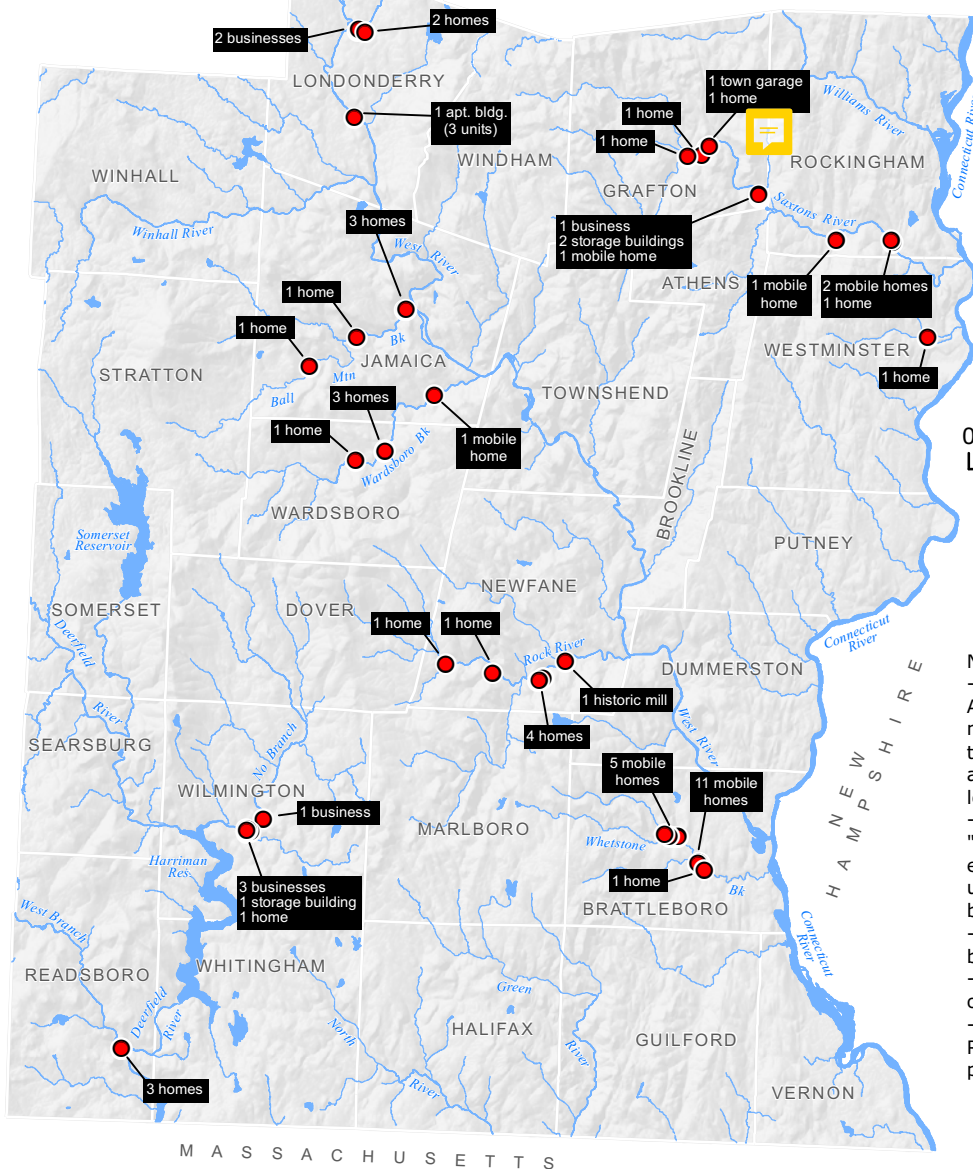 2 businesses
2 homes
LONDONDERRY
1 town garage
1 home
1 apt. bldg.
(3 units)
1 home
Williams River
Connecticut River
1 home
WINDHAM
ROCKINGHAM
WINHALL
GRAFTON
Saxtons River
3 homes
1 business
2 storage buildings
1 mobile home
Winhall River
West River
ATHENS
1 mobile
home
2 mobile homes
1 home
1 home
1 home
Bk
JAMAICA
WESTMINSTER
STRATTON
Mtn
1 home
Ball
TOWNSHEND
3 homes
1 home
Wardsboro Bk
1 mobile
home
0
L
BROOKLINE
WARDSBORO
Somerset
Reservoir
PUTNEY
NEWFANE
SOMERSET
DOVER
1 home
1 home
Deerfield
River
Rock River
Connecticut
River
DUMMERSTON
1 historic mill
N
West River
4 homes
SEARSBURG
No Branch
5 mobile
homes
11 mobile
homes
NEW
HAMPSHIRE
WILMINGTON
1 business
MARLBORO
Whetstone
Harriman
Res.
1 home
Bk
3 businesses
1 storage building
1 home
BRATTLEBORO
West Branch
Connecticut
River
READSBORO
WHITINGHAM
Green
River
Deerfield
River
HALIFAX
GUILFORD
North
River
3 homes
VERNON
MASSACHUSETTS